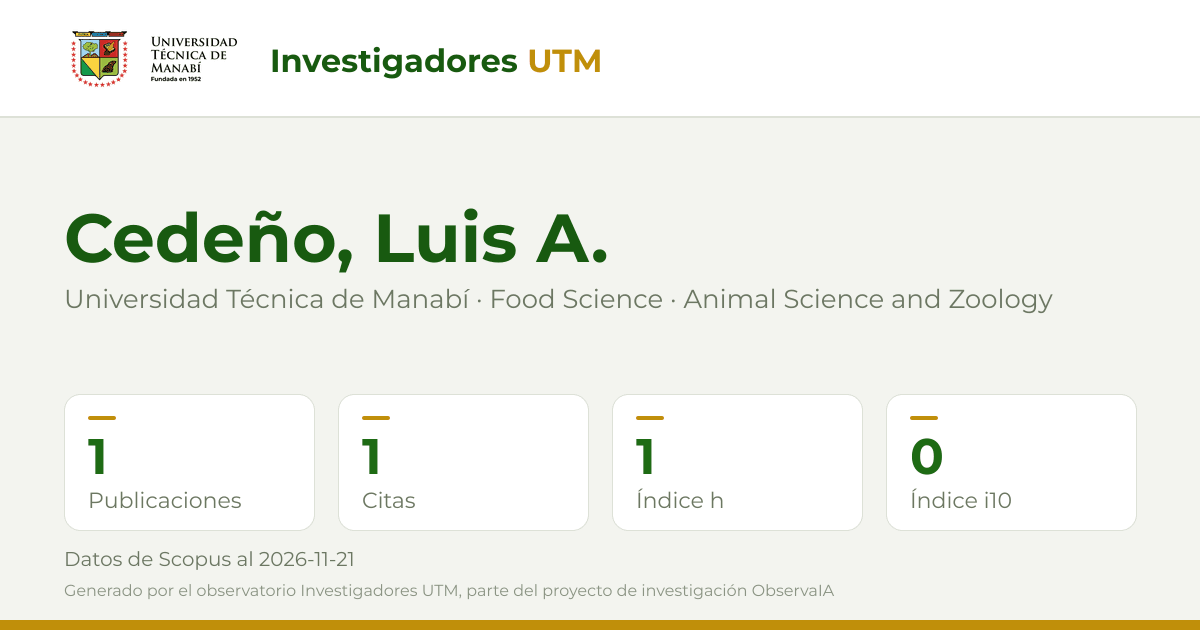 UNIVERSIDAD
TÉCNICA DE
MANABÍ
Fundada en 1952
Investigadores UTM
Cedeño, Luis A.
Universidad Técnica de Manabí · Food Science · Animal Science and Zoology
1
Publicaciones
1
Citas
1
Índice h
0
Índice i10
Datos de Scopus al 2026-11-21
Generado por el observatorio Investigadores UTM, parte del proyecto de investigación ObservaIA